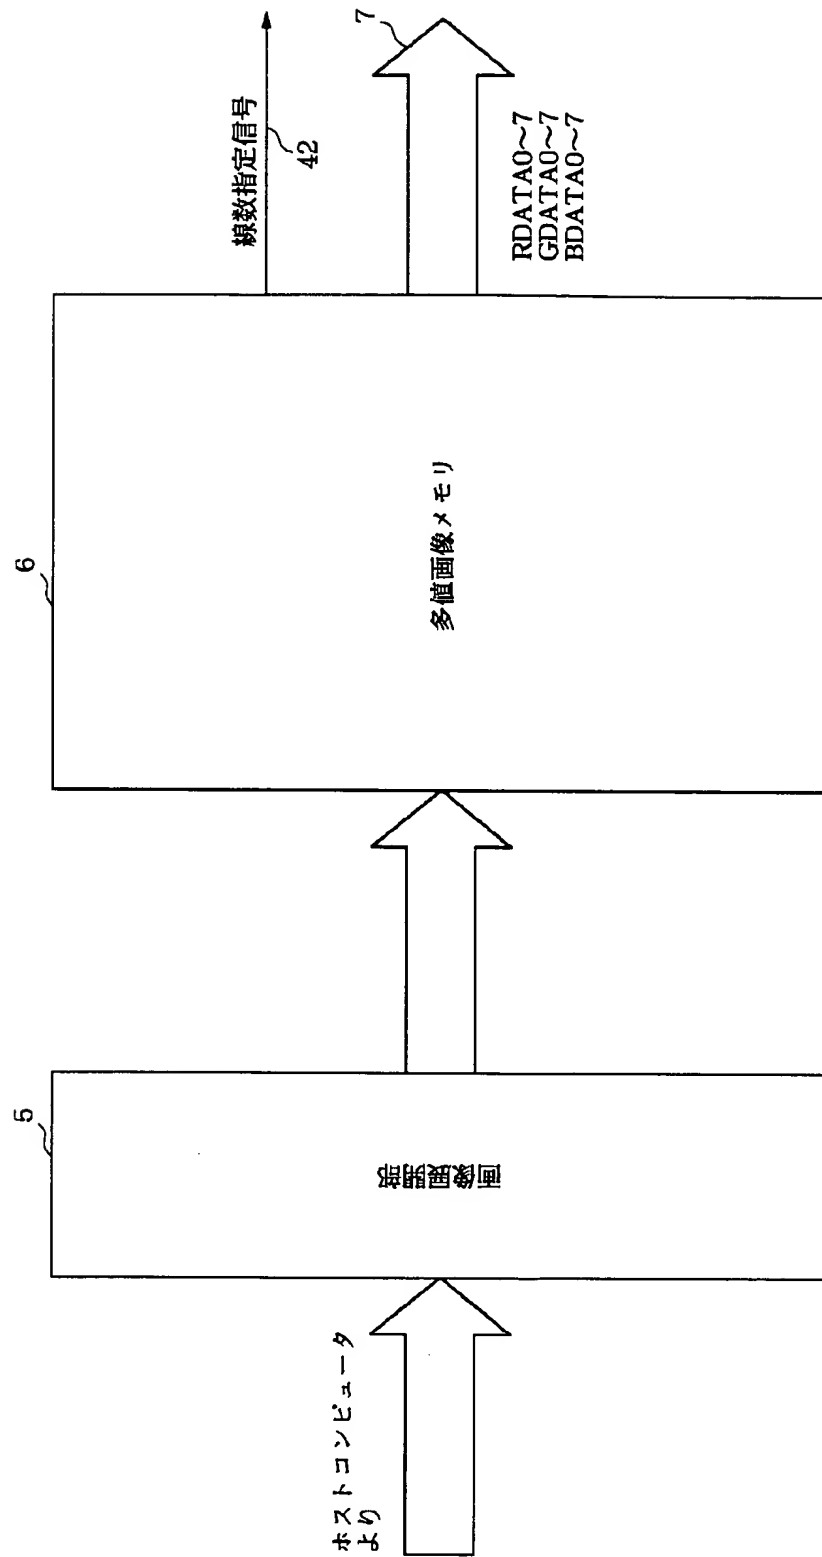 ホストコンピュータ
より
5
画像展開部
6
多値画像メモリ
線数指定信号
42
7
RDATA0～7
GDATA0～7
BDATA0～7